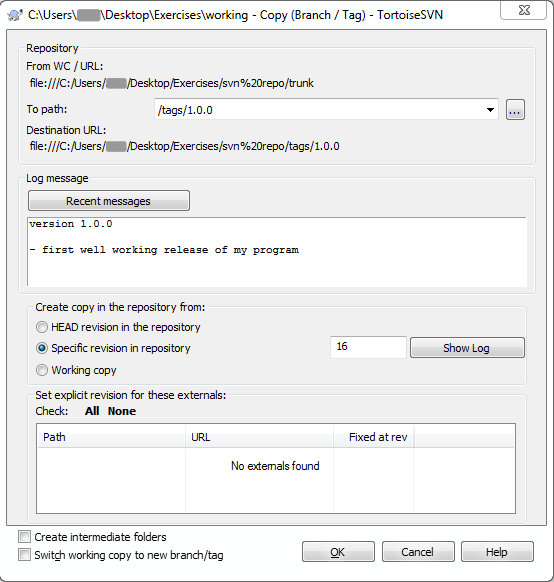 C:\Users\ \Desktop\Exercises\working - Copy (Branch / Tag) - TortoiseSVN
Repository
From WC / URL:
file:///C:/Users/ /Desktop/Exercises/svn%20repo/trunk
To path:
/tags/1.0.0
...
Destination URL:
file:///C:/Users/ /Desktop/Exercises/svn%20repo/tags/1.0.0
Log message
Recent messages
version 1.0.0
- first well working release of my program
Create copy in the repository from:
HEAD revision in the repository
Specific revision in repository
16
Show Log
Working copy
Set explicit revision for these externals:
Check: All None
Path URL Fixed at rev
No externals found
Create intermediate folders
Switch working copy to new branch/tag
OK Cancel Help